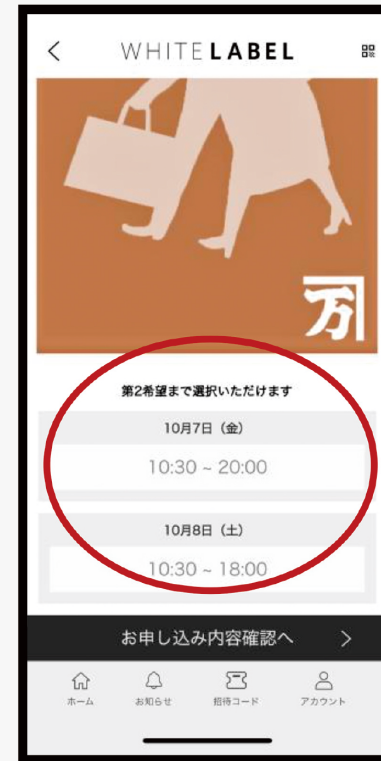 WHITE LABEL
万
第2希望まで選択いただけます
10月7日（金）
10:30 ~ 20:00
10月8日（土）
10:30 ~ 18:00
お申し込み内容確認へ
ホーム
お知らせ
招待コード
アカウント